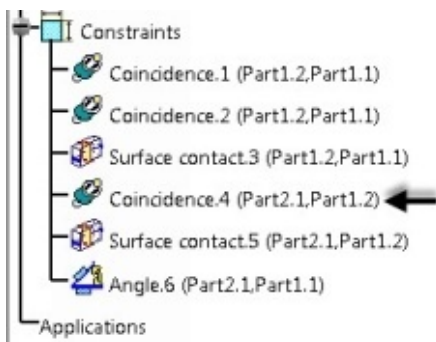 Constraints
Coincidence.1 (Part1.2,Part1.1)
Coincidence.2 (Part1.2,Part1.1)
Surface contact.3 (Part1.2,Part1.1)
Coincidence.4 (Part2.1,Part1.2)
Surface contact.5 (Part2.1,Part1.2)
Angle.6 (Part2.1,Part1.1)
Applications